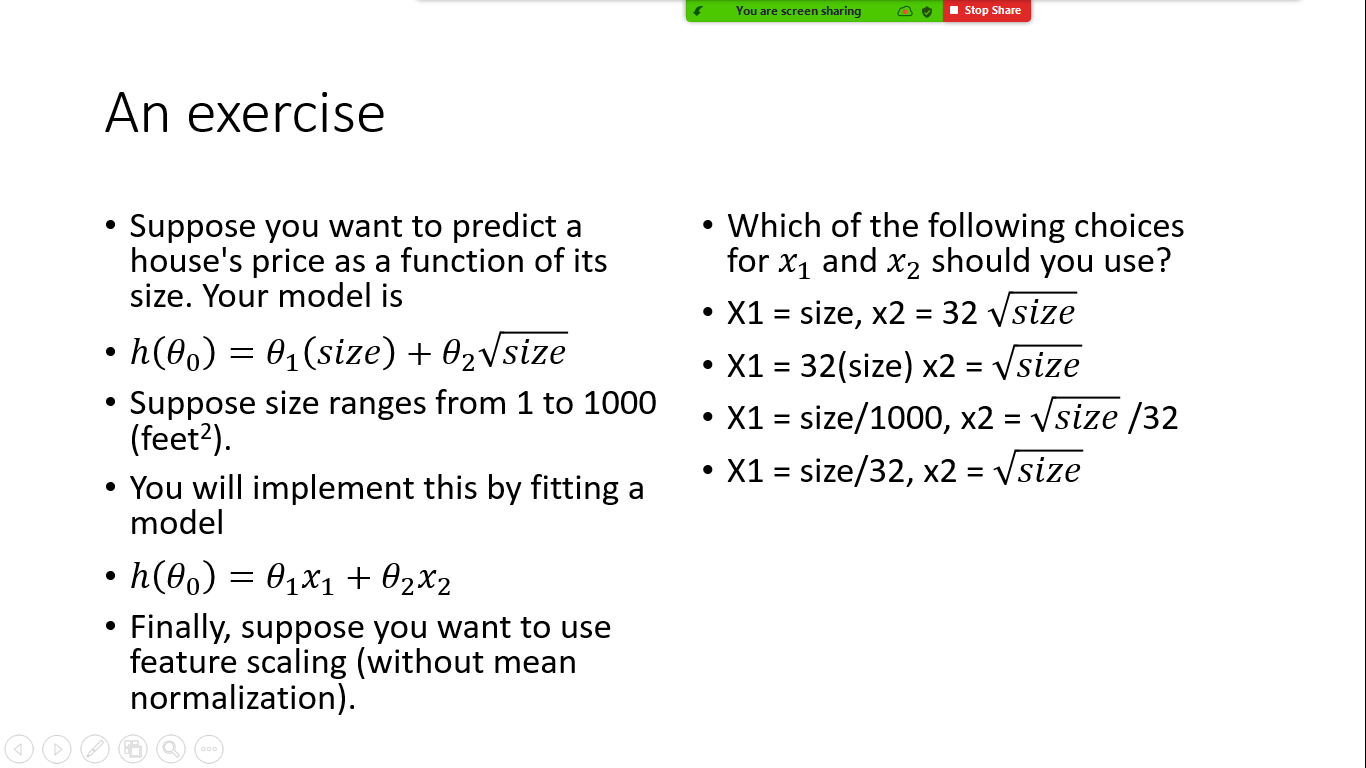 You are screen sharing
Stop Share
An exercise
• Suppose you want to predict a
house's price as a function of its
size. Your model is
• ℎ(𝜃₀) = 𝜃₁(𝑠𝑖𝑧𝑒) + 𝜃₂√𝑠𝑖𝑧𝑒
• Suppose size ranges from 1 to 1000
(feet²).
• You will implement this by fitting a
model
• ℎ(𝜃₀) = 𝜃₁𝑥₁ + 𝜃₂𝑥₂
• Finally, suppose you want to use
feature scaling (without mean
normalization).
• Which of the following choices
for 𝑥₁ and 𝑥₂ should you use?
• X1 = size, x2 = 32 √𝑠𝑖𝑧𝑒
• X1 = 32(size) x2 = √𝑠𝑖𝑧𝑒
• X1 = size/1000, x2 = √𝑠𝑖𝑧𝑒 /32
• X1 = size/32, x2 = √𝑠𝑖𝑧𝑒